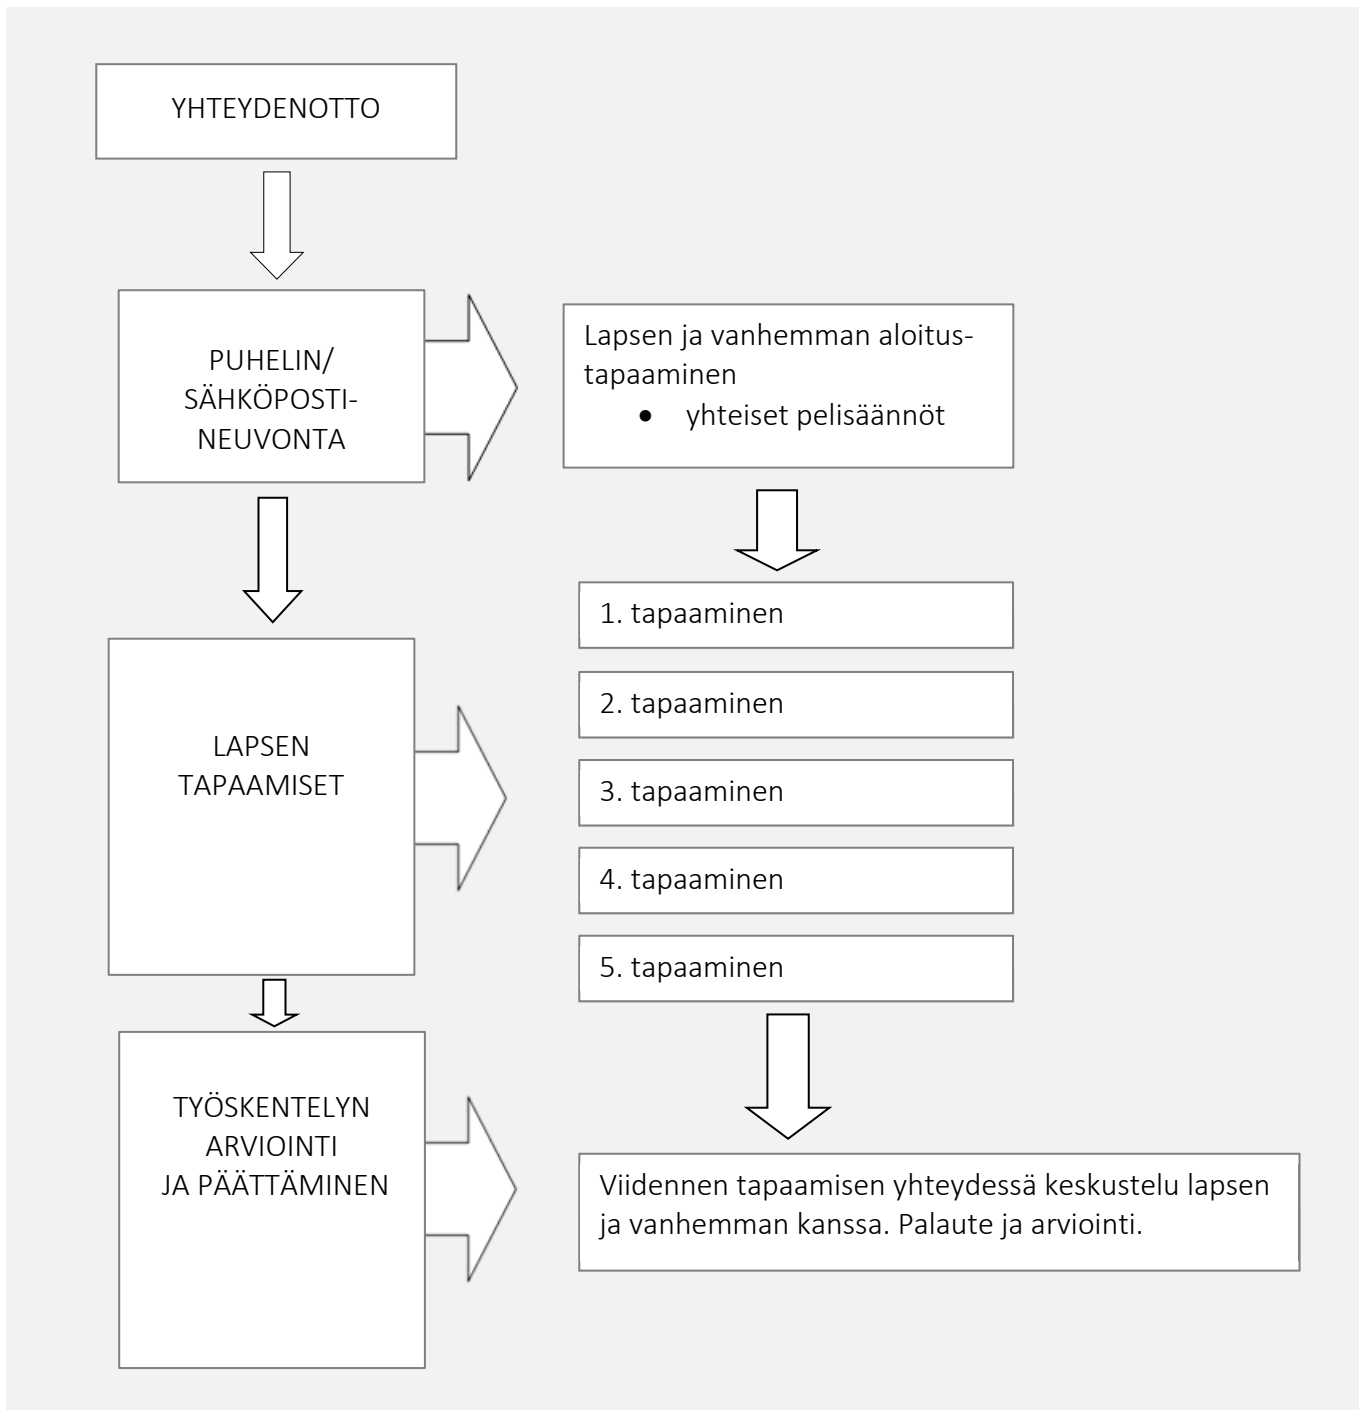 YHTEYDENOTTO
PUHELIN/
SÄHKÖPOSTI-
NEUVONTA
Lapsen ja vanhemman aloitus-
tapaaminen
• yhteiset pelisäännöt
LAPSEN
TAPAAMISET
1. tapaaminen
2. tapaaminen
3. tapaaminen
4. tapaaminen
5. tapaaminen
TYÖSKENTELYN
ARVIOINTI
JA PÄÄTTÄMINEN
Viidennen tapaamisen yhteydessä keskustelu lapsen
ja vanhemman kanssa. Palaute ja arviointi.